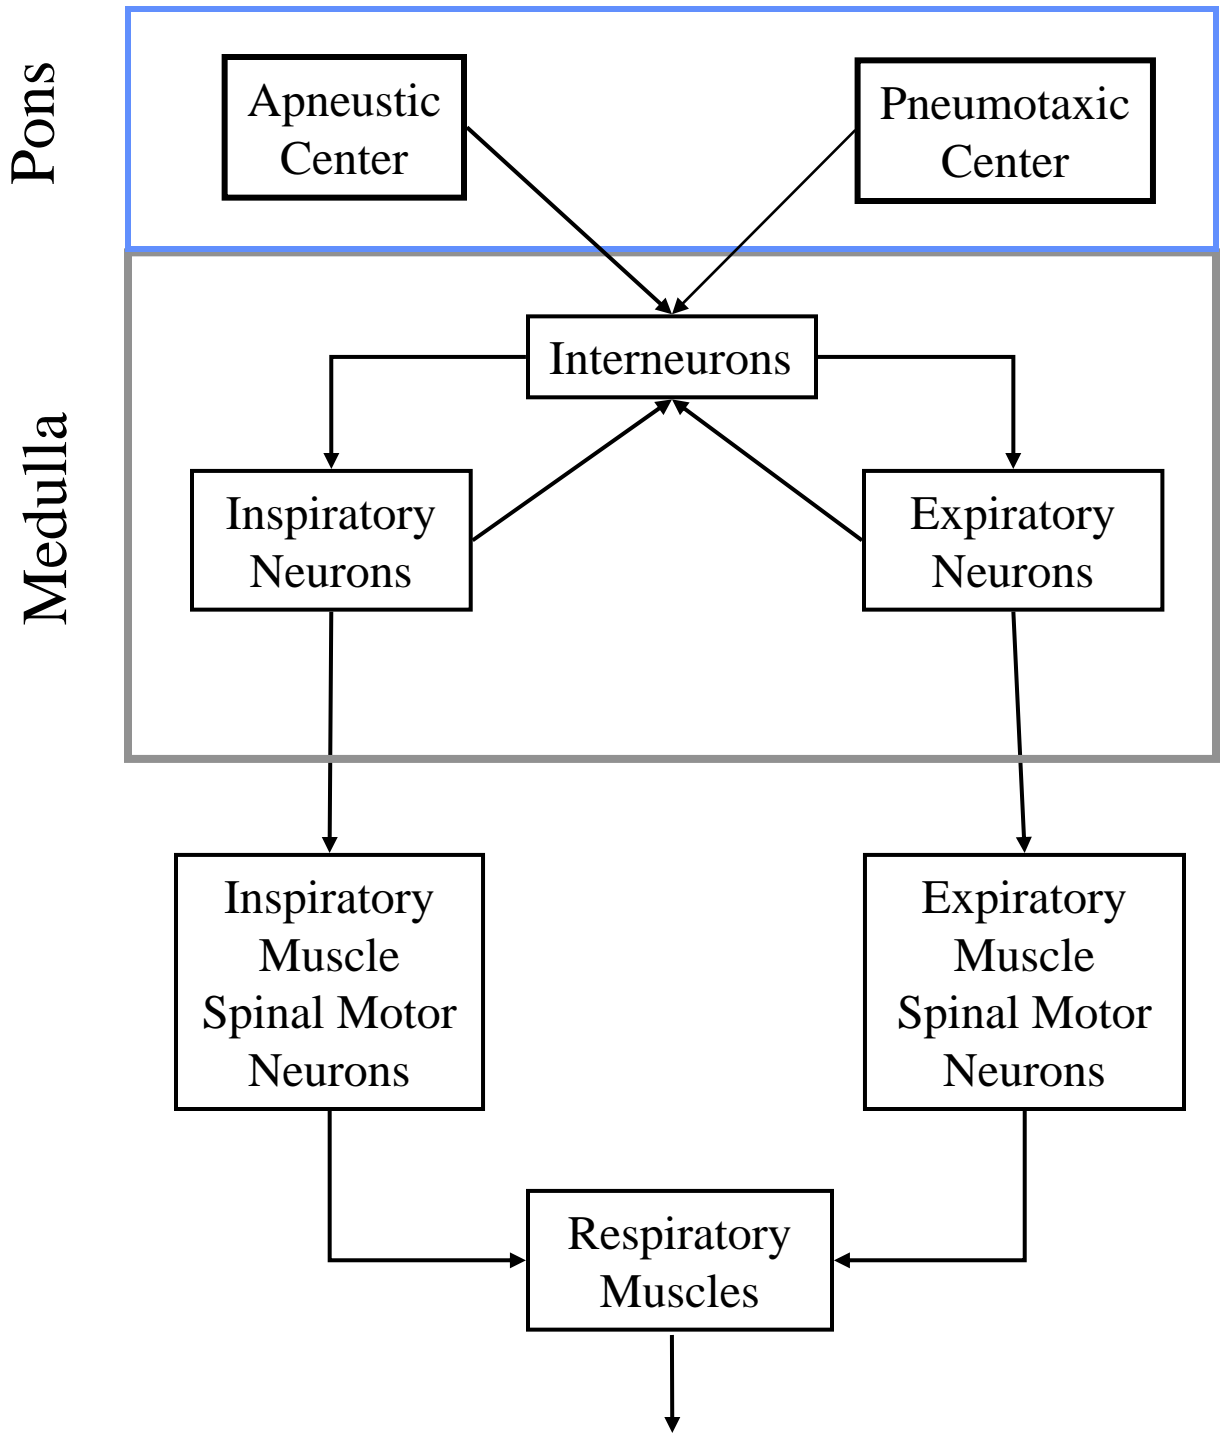 Pons
Apneustic
Center
Pneumotaxic
Center
Medulla
Interneurons
Inspiratory
Neurons
Expiratory
Neurons
Inspiratory
Muscle
Spinal Motor
Neurons
Expiratory
Muscle
Spinal Motor
Neurons
Respiratory
Muscles